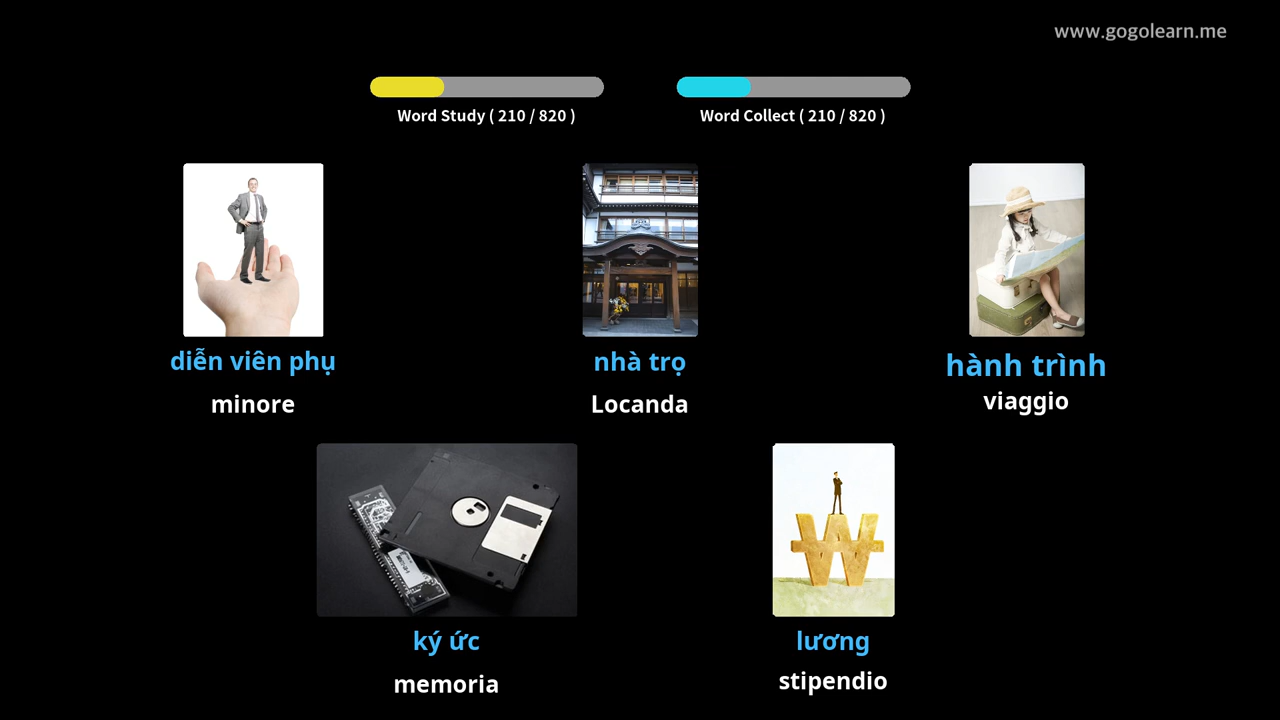 www.gogolearn.me
Word Study ( 210 / 820 )
Word Collect ( 210 / 820 )
diễn viên phụ
minore
nhà trọ
Locanda
hành trình
viaggio
ký ức
memoria
lương
stipendio